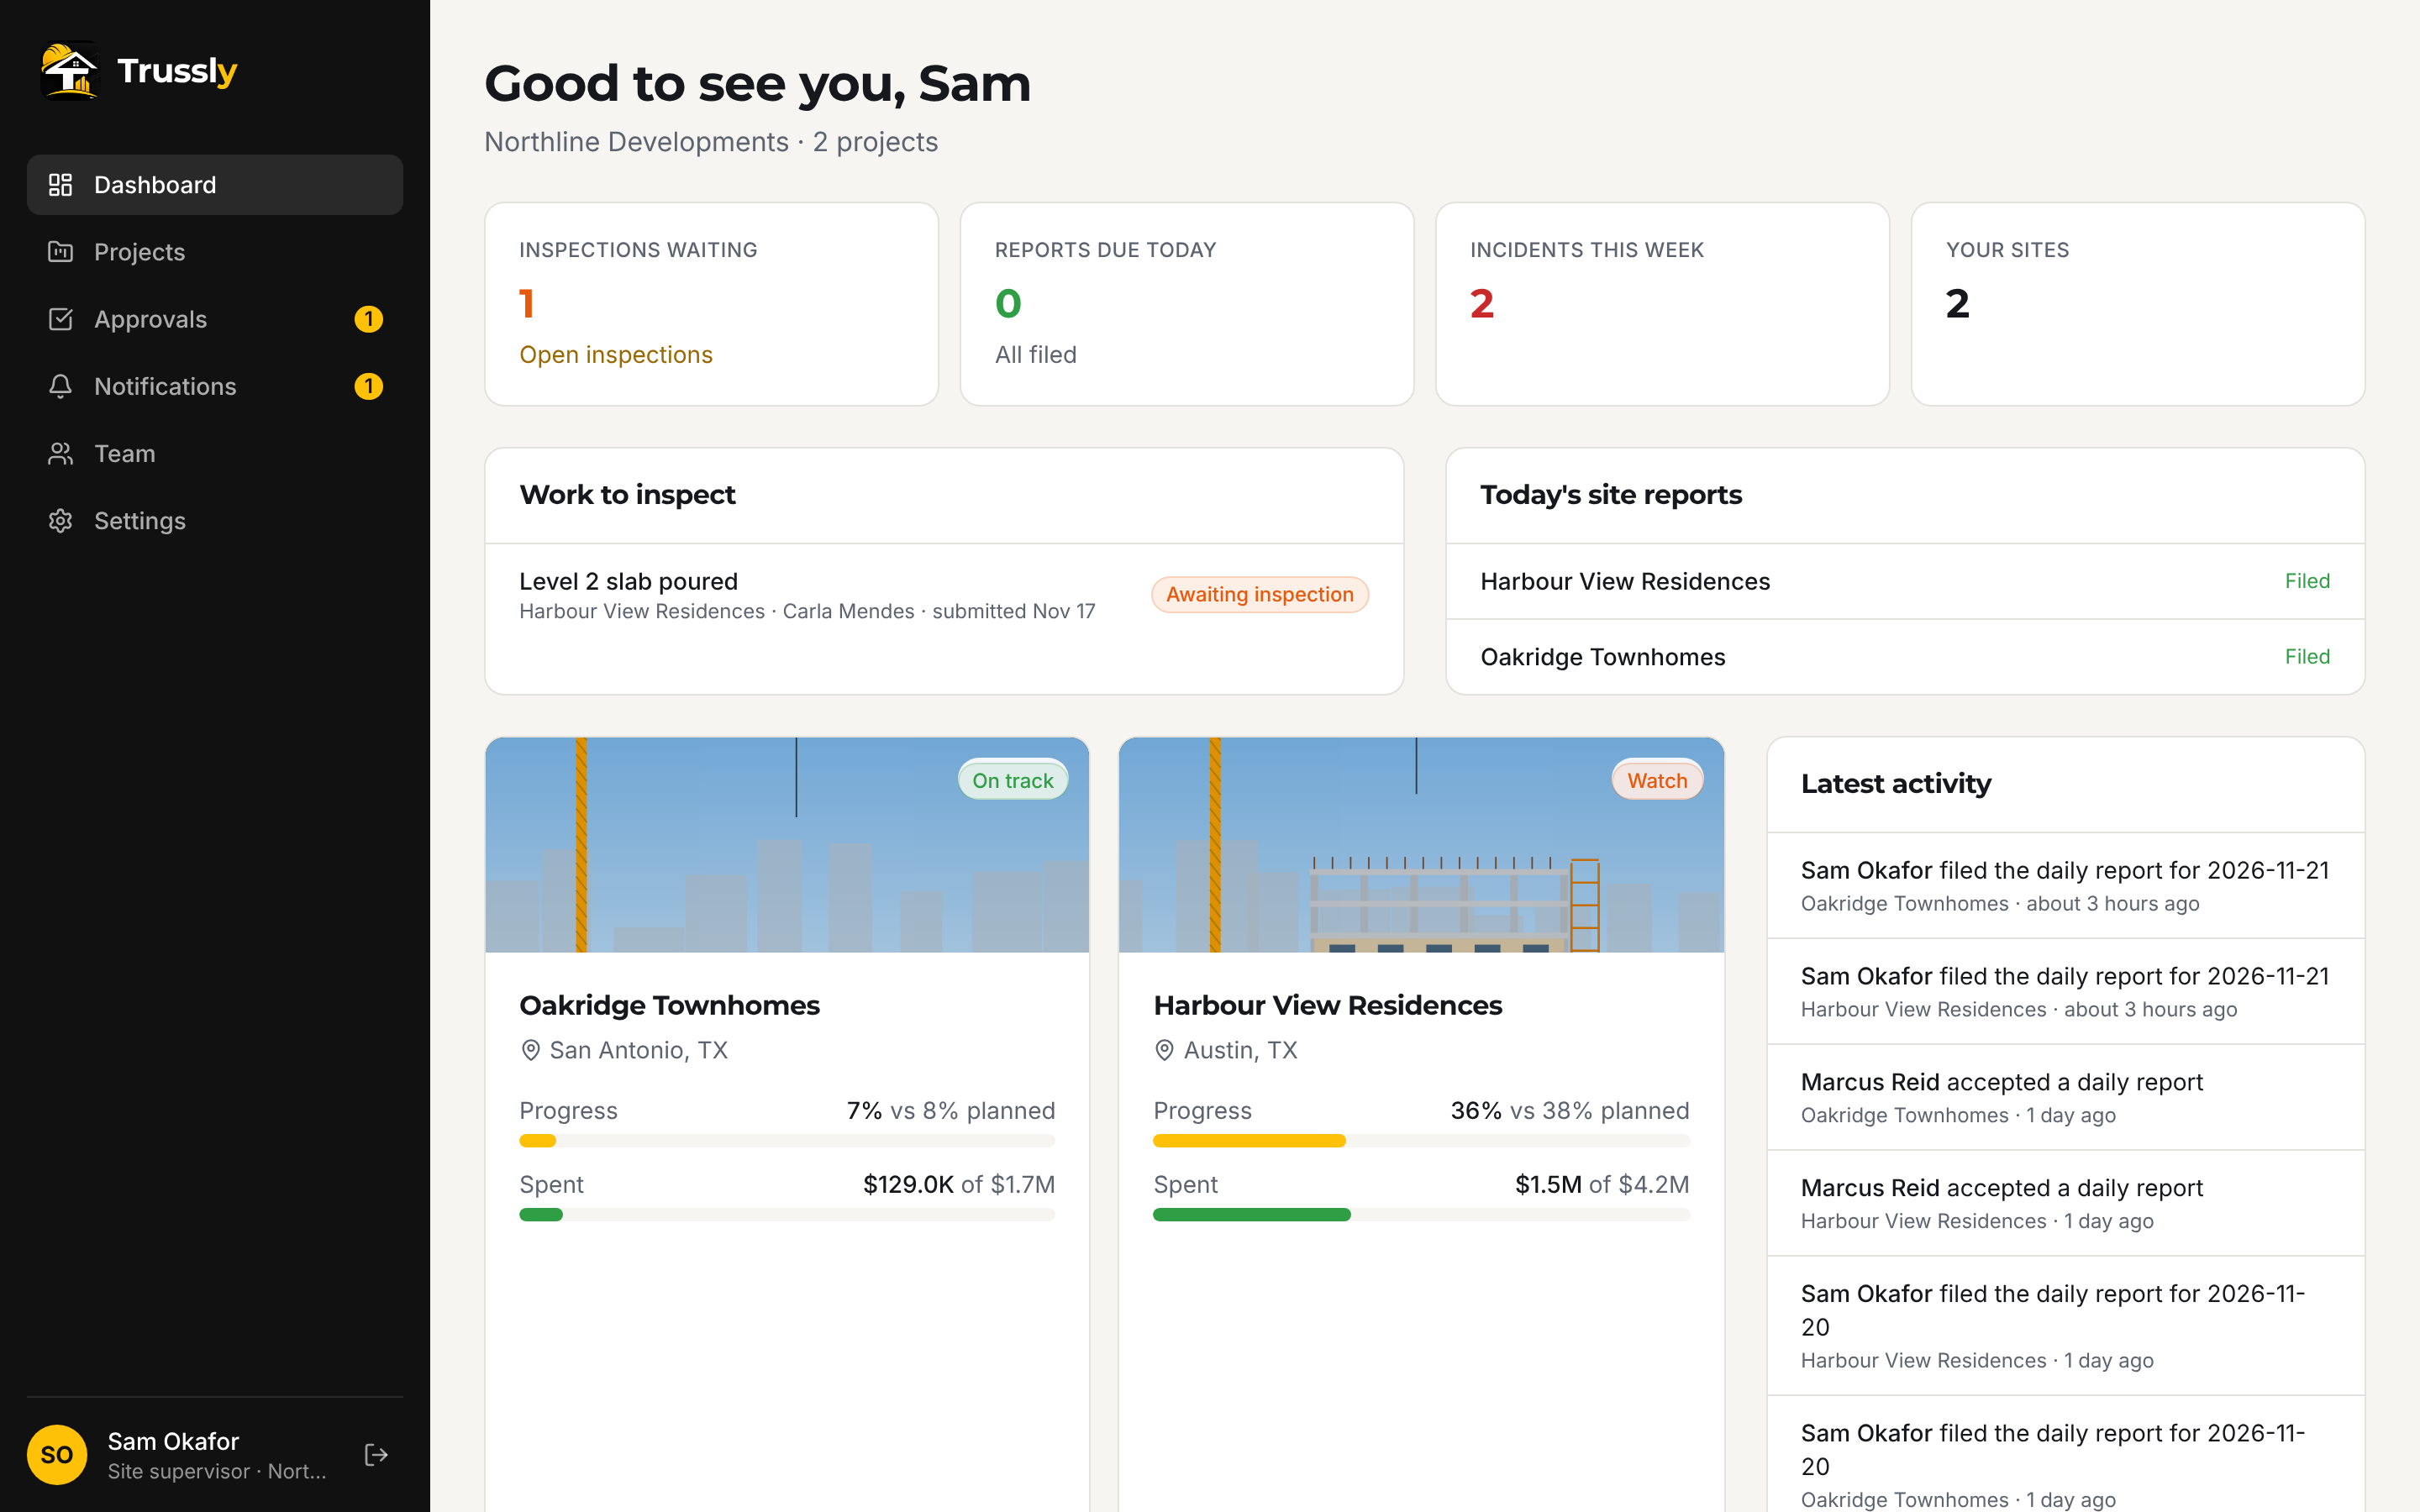 Trussly
Dashboard
Projects
Approvals 1
Notifications 1
Team
Settings
SO
Sam Okafor
Site supervisor · Nort...
Good to see you, Sam
Northline Developments · 2 projects
INSPECTIONS WAITING
1
Open inspections
REPORTS DUE TODAY
0
All filed
INCIDENTS THIS WEEK
2
YOUR SITES
2
Work to inspect
Level 2 slab poured
Harbour View Residences · Carla Mendes · submitted Nov 17
Awaiting inspection
Today's site reports
Harbour View Residences Filed
Oakridge Townhomes Filed
On track
Oakridge Townhomes
San Antonio, TX
Progress 7% vs 8% planned
Spent $129.0K of $1.7M
Watch
Harbour View Residences
Austin, TX
Progress 36% vs 38% planned
Spent $1.5M of $4.2M
Latest activity
Sam Okafor filed the daily report for 2026-11-21
Oakridge Townhomes · about 3 hours ago
Sam Okafor filed the daily report for 2026-11-21
Harbour View Residences · about 3 hours ago
Marcus Reid accepted a daily report
Oakridge Townhomes · 1 day ago
Marcus Reid accepted a daily report
Harbour View Residences · 1 day ago
Sam Okafor filed the daily report for 2026-11-
20
Harbour View Residences · 1 day ago
Sam Okafor filed the daily report for 2026-11-
20
Oakridge Townhomes · 1 day ago